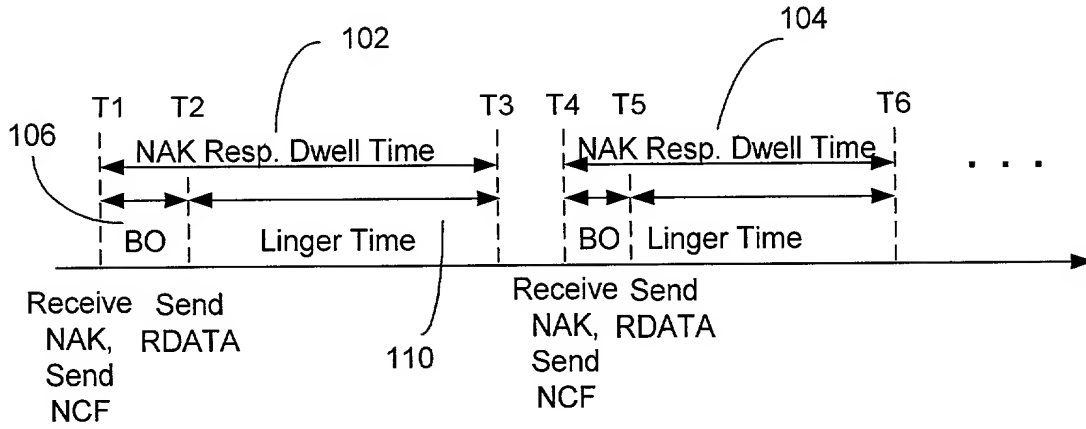 102
104
T1 T2 T3 T4 T5 T6
106
NAK Resp. Dwell Time
NAK Resp. Dwell Time
. . .
BO
Linger Time
BO
Linger Time
Receive
NAK,
Send
NCF
Send
RDATA
110
Receive
NAK,
Send
NCF
Send
RDATA